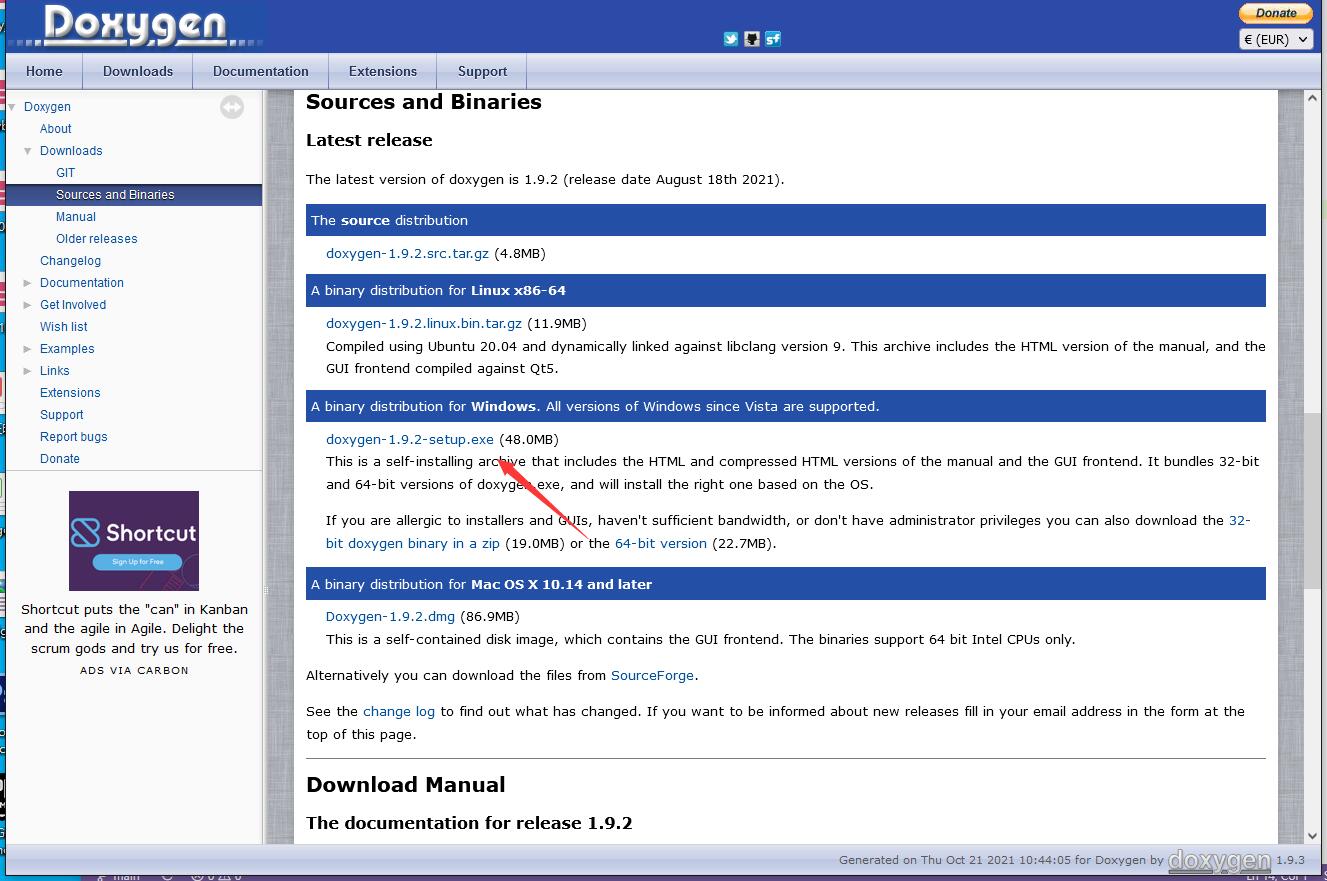 Doxygen
Donate
€ (EUR)
Home
Downloads
Documentation
Extensions
Support
Doxygen
About
Downloads
GIT
Sources and Binaries
Manual
Older releases
Changelog
Documentation
Get Involved
Wish list
Examples
Links
Extensions
Support
Report bugs
Donate
Shortcut
Sign Up for Free
Shortcut puts the "can" in Kanban
and the agile in Agile. Delight the
scrum gods and try us for free.
ADS VIA CARBON
Sources and Binaries
Latest release
The latest version of doxygen is 1.9.2 (release date August 18th 2021).
The source distribution
doxygen-1.9.2.src.tar.gz (4.8MB)
A binary distribution for Linux x86-64
doxygen-1.9.2.linux.bin.tar.gz (11.9MB)
Compiled using Ubuntu 20.04 and dynamically linked against libclang version 9. This archive includes the HTML version of the manual, and the
GUI frontend compiled against Qt5.
A binary distribution for Windows. All versions of Windows since Vista are supported.
doxygen-1.9.2-setup.exe (48.0MB)
This is a self-installing archive that includes the HTML and compressed HTML versions of the manual and the GUI frontend. It bundles 32-bit
and 64-bit versions of doxygen.exe, and will install the right one based on the OS.
If you are allergic to installers and GUIs, haven't sufficient bandwidth, or don't have administrator privileges you can also download the 32-
bit doxygen binary in a zip (19.0MB) or the 64-bit version (22.7MB).
A binary distribution for Mac OS X 10.14 and later
Doxygen-1.9.2.dmg (86.9MB)
This is a self-contained disk image, which contains the GUI frontend. The binaries support 64 bit Intel CPUs only.
Alternatively you can download the files from SourceForge.
See the change log to find out what has changed. If you want to be informed about new releases fill in your email address in the form at the
top of this page.
Download Manual
The documentation for release 1.9.2
Generated on Thu Oct 21 2021 10:44:05 for Doxygen by doxygen 1.9.3